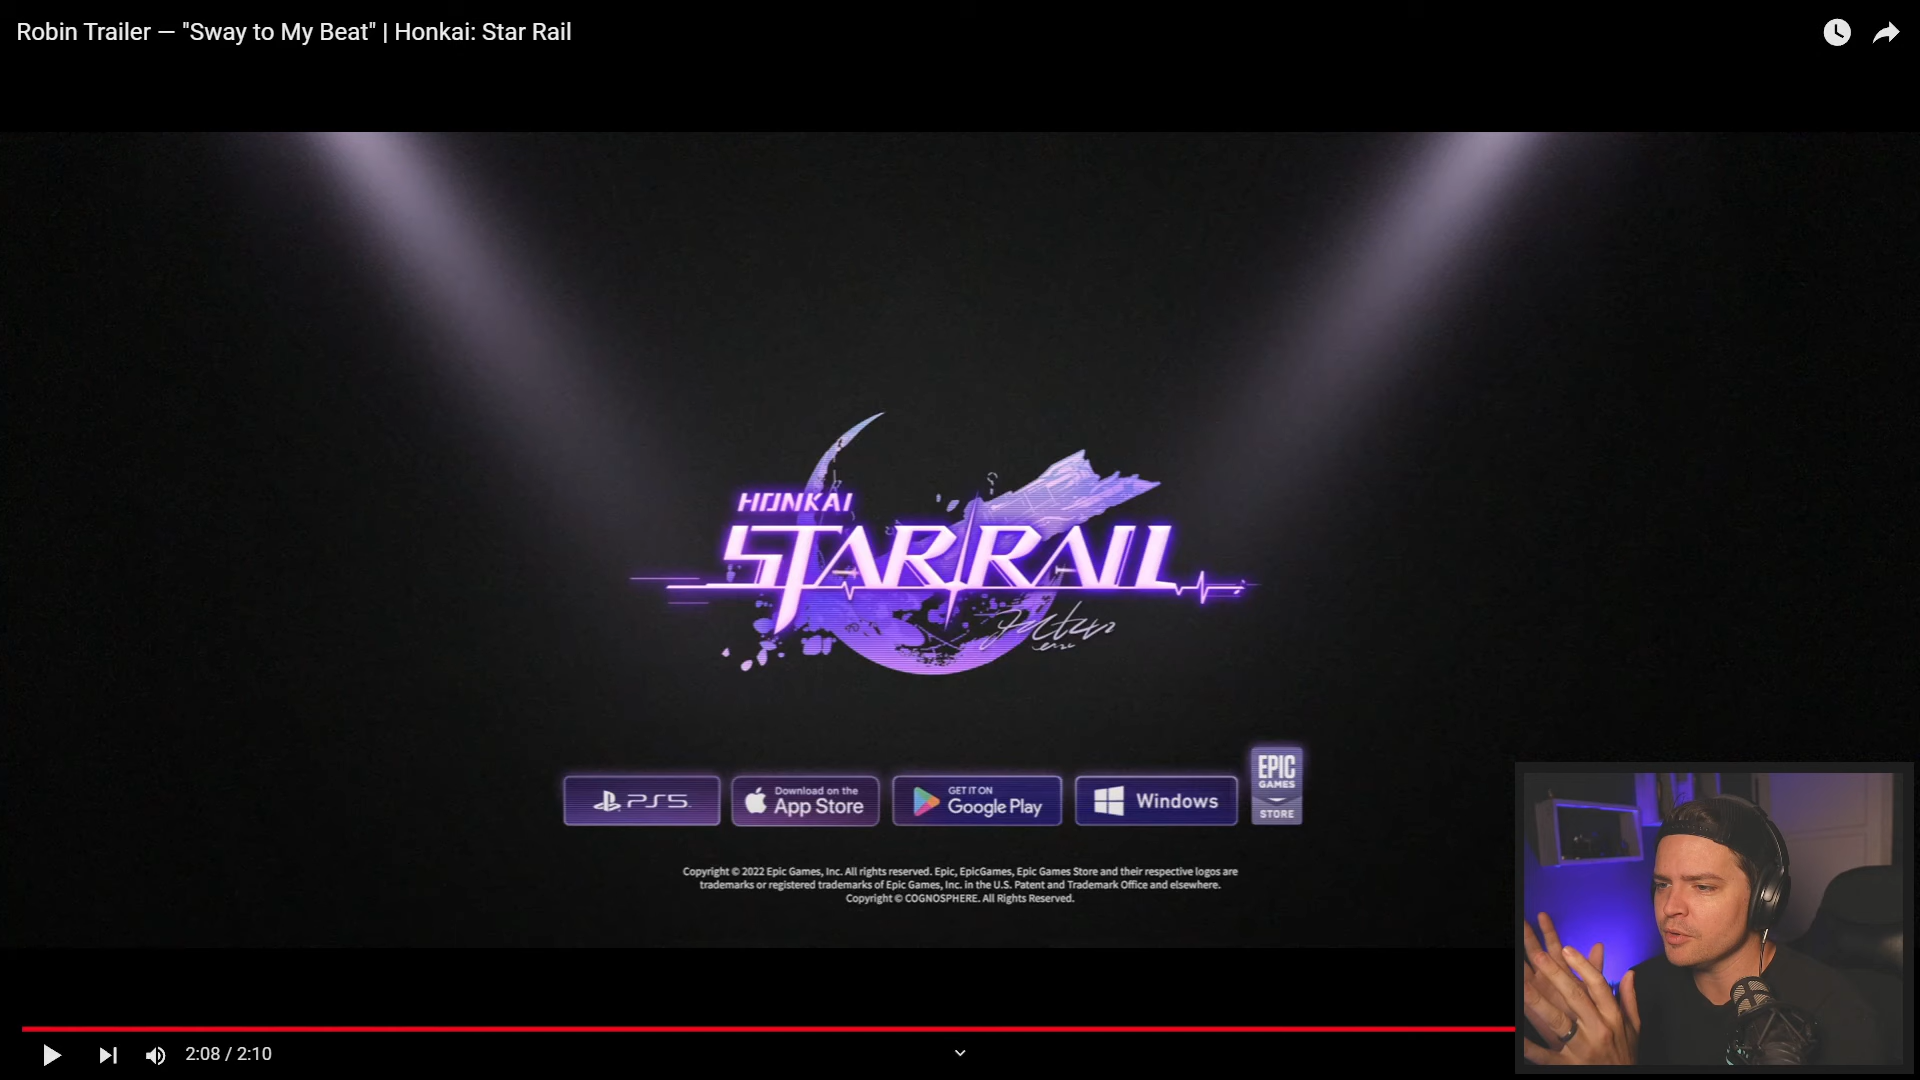 Robin Trailer — "Sway to My Beat" | Honkai: Star Rail
HONKAI
STAR RAIL
PS5
Download on the
App Store
GET IT ON
Google Play
Windows
EPIC
GAMES
STORE
Copyright © 2022 Epic Games, Inc. All rights reserved. Epic, EpicGames, Epic Games Store and their respective logos are
trademarks or registered trademarks of Epic Games, Inc. in the U.S. Patent and Trademark Office and elsewhere.
Copyright © COGNOSPHERE. All Rights Reserved.
2:08 / 2:10